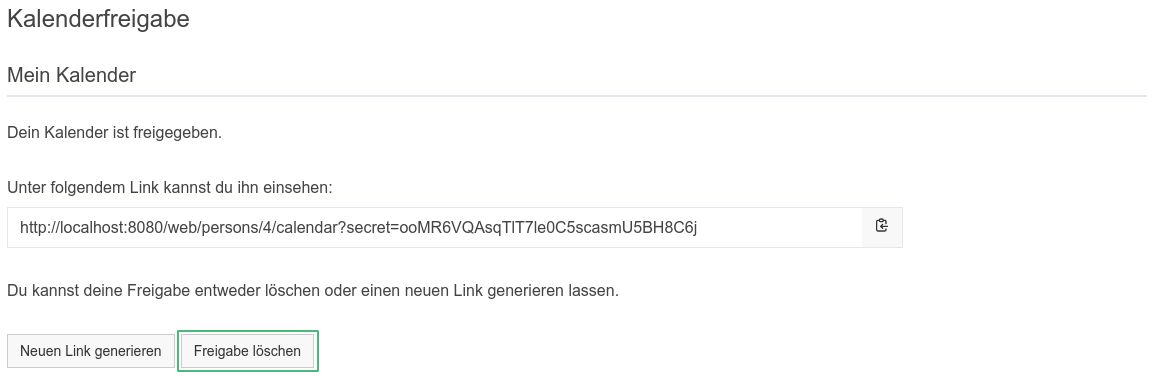 Kalenderfreigabe
Mein Kalender
Dein Kalender ist freigegeben.
Unter folgendem Link kannst du ihn einsehen:
http://localhost:8080/web/persons/4/calendar?secret=ooMR6VQAsqTlT7le0C5scasmU5BH8C6j
Du kannst deine Freigabe entweder löschen oder einen neuen Link generieren lassen.
Neuen Link generieren Freigabe löschen